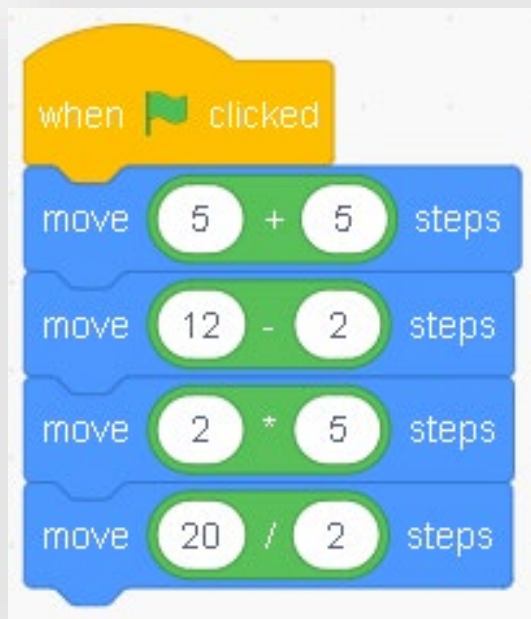 when clicked
move 5 + 5 steps
move 12 - 2 steps
move 2 * 5 steps
move 20 / 2 steps